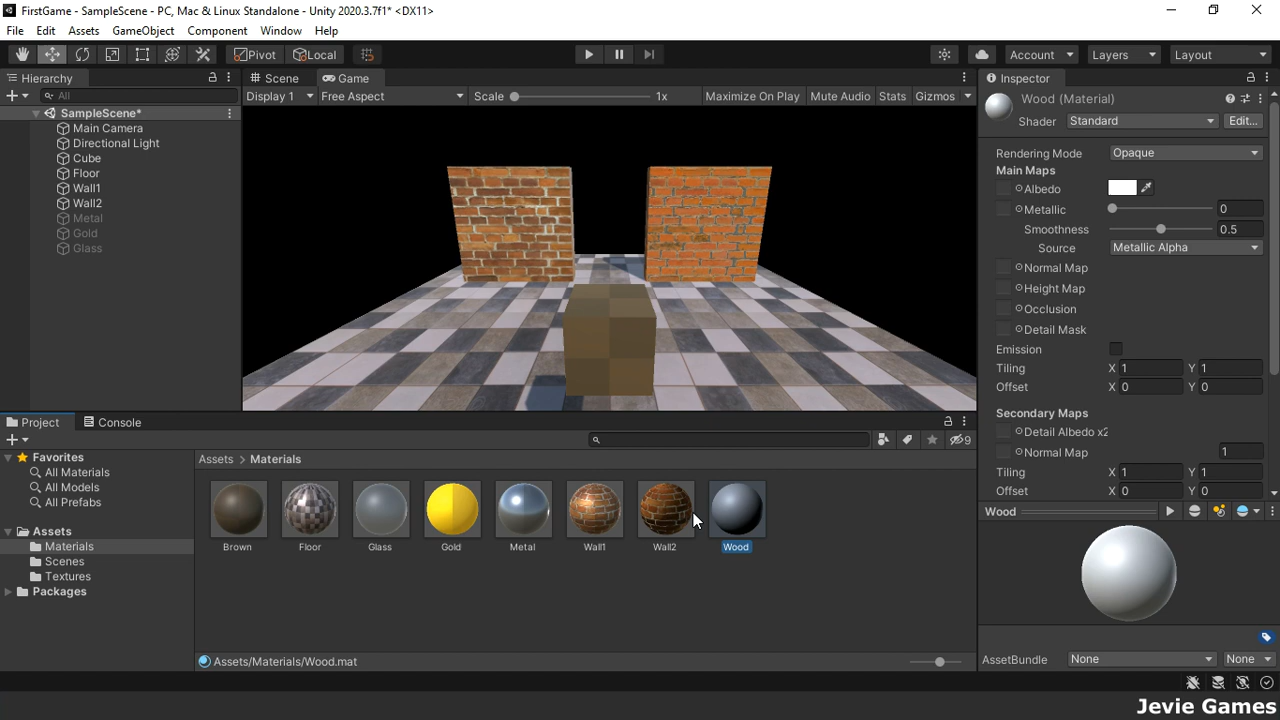 FirstGame - SampleScene - PC, Mac & Linux Standalone - Unity 2020.3.7f1* <DX11>
File Edit Assets GameObject Component Window Help
Pivot Local Account Layers Layout
Hierarchy
All
SampleScene*
Main Camera
Directional Light
Cube
Floor
Wall1
Wall2
Metal
Gold
Glass
Scene Game
Display 1 Free Aspect Scale 1x Maximize On Play Mute Audio Stats Gizmos
Inspector
Wood (Material)
Shader Standard Edit...
Rendering Mode Opaque
Main Maps
Albedo
Metallic 0
Smoothness 0.5
Source Metallic Alpha
Normal Map
Height Map
Occlusion
Detail Mask
Emission
Tiling X 1 Y 1
Offset X 0 Y 0
Secondary Maps
Detail Albedo x2
Normal Map 1
Tiling X 1 Y 1
Offset X 0 Y 0
Wood
AssetBundle None None
Project Console
9
Favorites
All Materials
All Models
All Prefabs
Assets
Materials
Scenes
Textures
Packages
Assets > Materials
Brown Floor Glass Gold Metal Wall1 Wall2 Wood
Assets/Materials/Wood.mat
Jevie Games